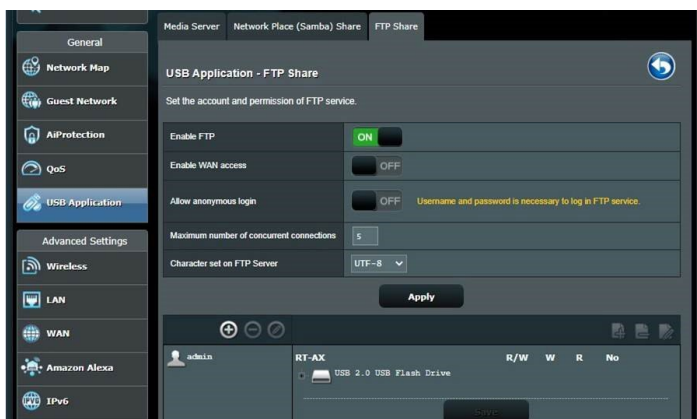 Media Server
Network Place (Samba) Share
FTP Share
General
Network Map
Guest Network
AiProtection
QoS
USB Application
Advanced Settings
Wireless
LAN
WAN
Amazon Alexa
IPv6
USB Application - FTP Share
Set the account and permission of FTP service.
Enable FTP
ON
Enable WAN access
OFF
Allow anonymous login
OFF
Username and password is necessary to log in FTP service.
Maximum number of concurrent connections
5
Character set on FTP Server
UTF-8
Apply
admin
RT-AX
R/W
W
R
No
USB 2.0 USB Flash Drive
Save